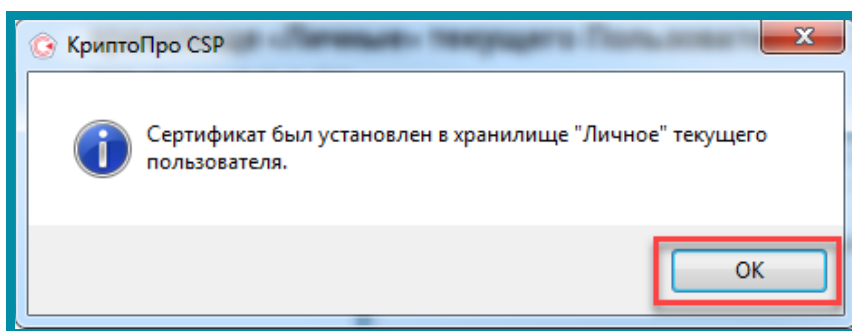 КриптоПро CSP
Сертификат был установлен в хранилище "Личное" текущего
пользователя.
OK